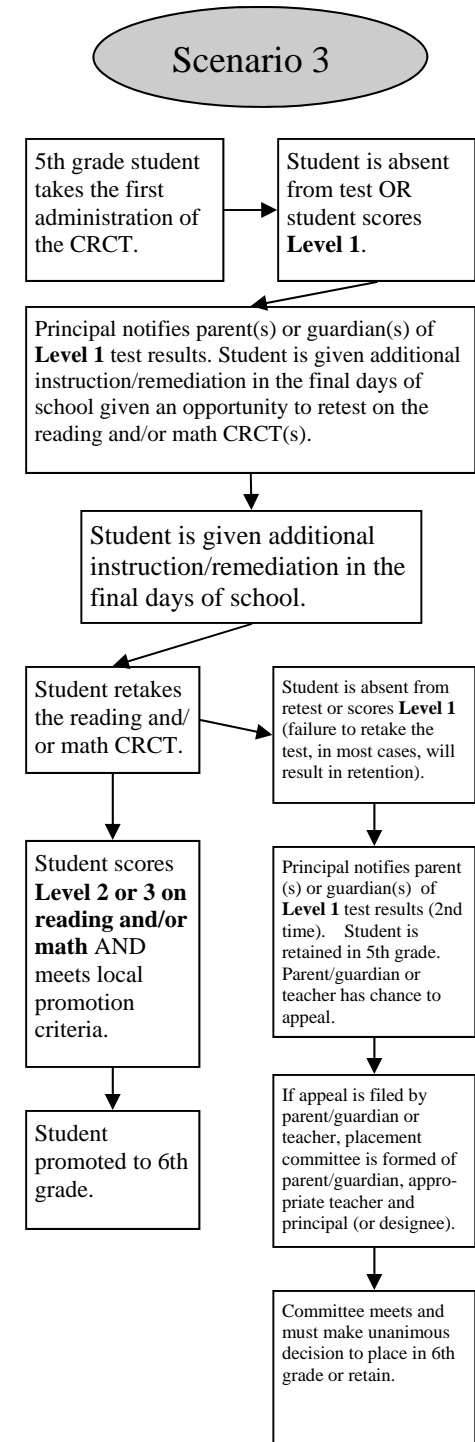 Scenario 3
5th grade student
takes the first
administration of
the CRCT.
Student is absent
from test OR
student scores
Level 1.
Principal notifies parent(s) or guardian(s) of
Level 1 test results. Student is given additional
instruction/remediation in the final days of
school given an opportunity to retest on the
reading and/or math CRCT(s).
Student is given additional
instruction/remediation in the
final days of school.
Student retakes
the reading and/
or math CRCT.
Student is absent from
retest or scores Level 1
(failure to retake the
test, in most cases, will
result in retention).
Student scores
Level 2 or 3 on
reading and/or
math AND
meets local
promotion
criteria.
Principal notifies parent
(s) or guardian(s) of
Level 1 test results (2nd
time). Student is
retained in 5th grade.
Parent/guardian or
teacher has chance to
appeal.
Student
promoted to 6th
grade.
If appeal is filed by
parent/guardian or
teacher, placement
committee is formed of
parent/guardian, appro-
priate teacher and
principal (or designee).
Committee meets and
must make unanimous
decision to place in 6th
grade or retain.